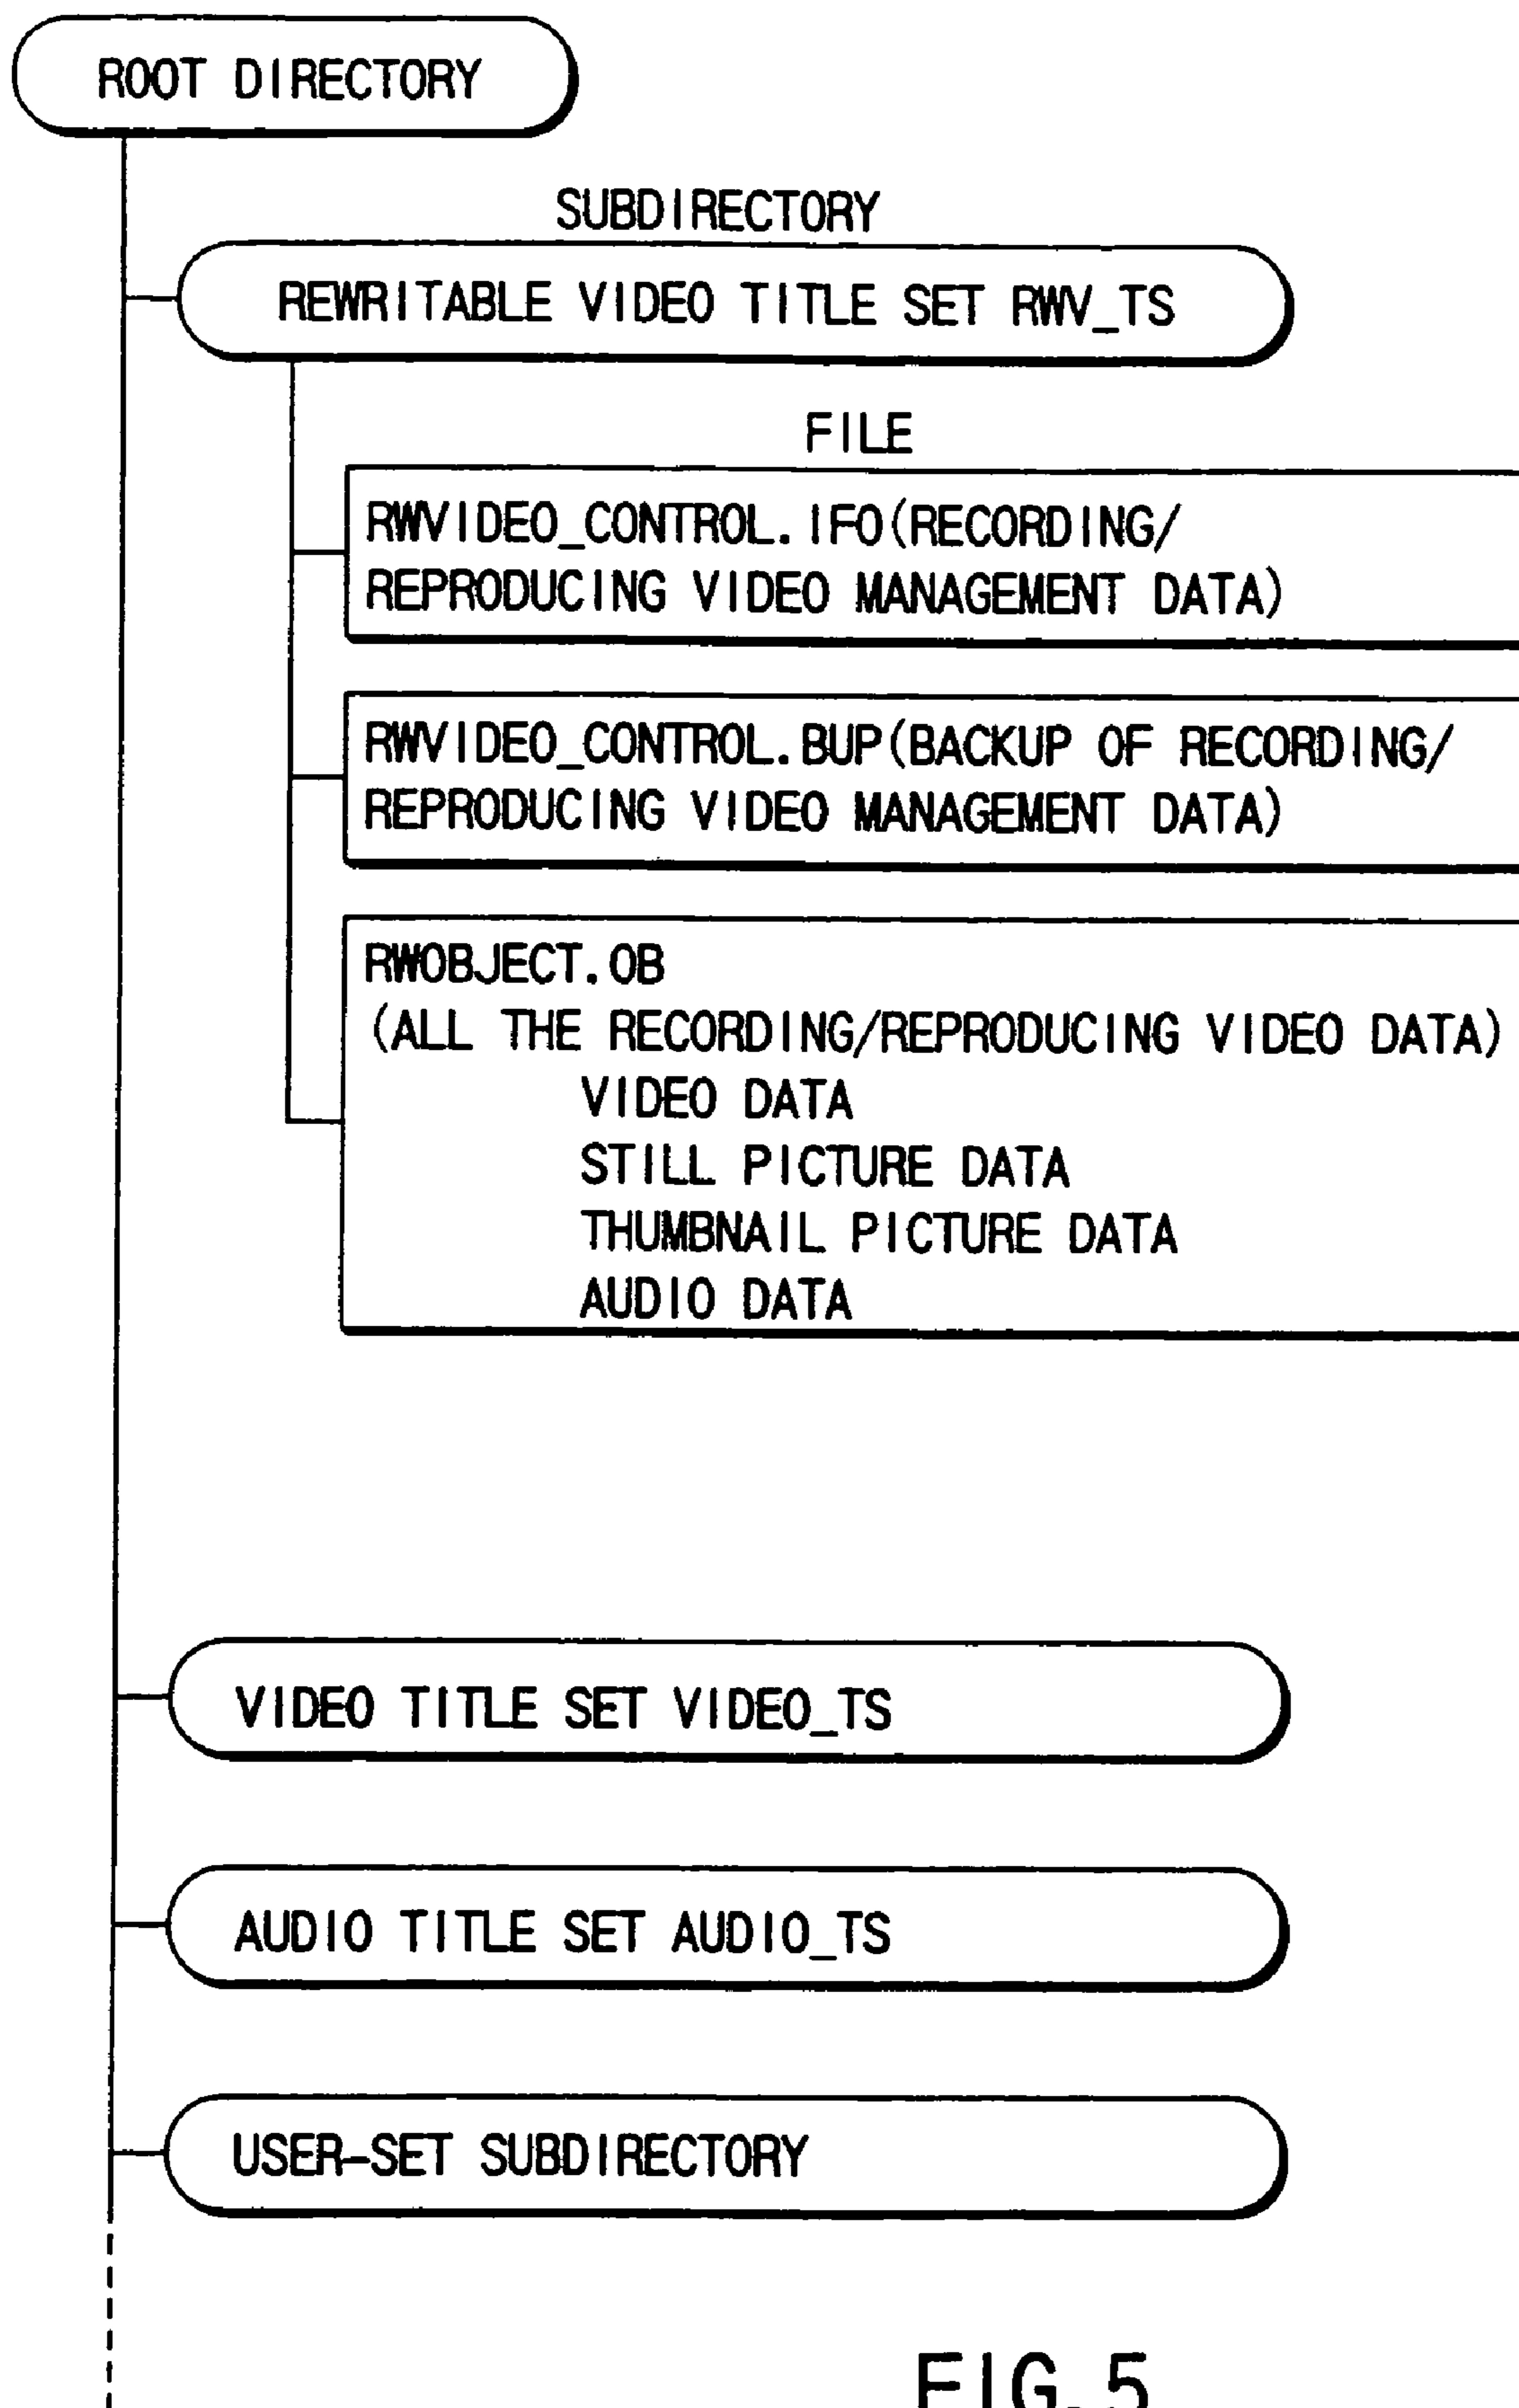 ROOT DIRECTORY
SUBDIRECTORY
REWRITABLE VIDEO TITLE SET RWV_TS
FILE
RWVIDEO_CONTROL.IFO(RECORDING/
REPRODUCING VIDEO MANAGEMENT DATA)
RWVIDEO_CONTROL.BUP(BACKUP OF RECORDING/
REPRODUCING VIDEO MANAGEMENT DATA)
RWOBJECT.OB
(ALL THE RECORDING/REPRODUCING VIDEO DATA)
VIDEO DATA
STILL PICTURE DATA
THUMBNAIL PICTURE DATA
AUDIO DATA
VIDEO TITLE SET VIDEO_TS
AUDIO TITLE SET AUDIO_TS
USER-SET SUBDIRECTORY
FIG.5